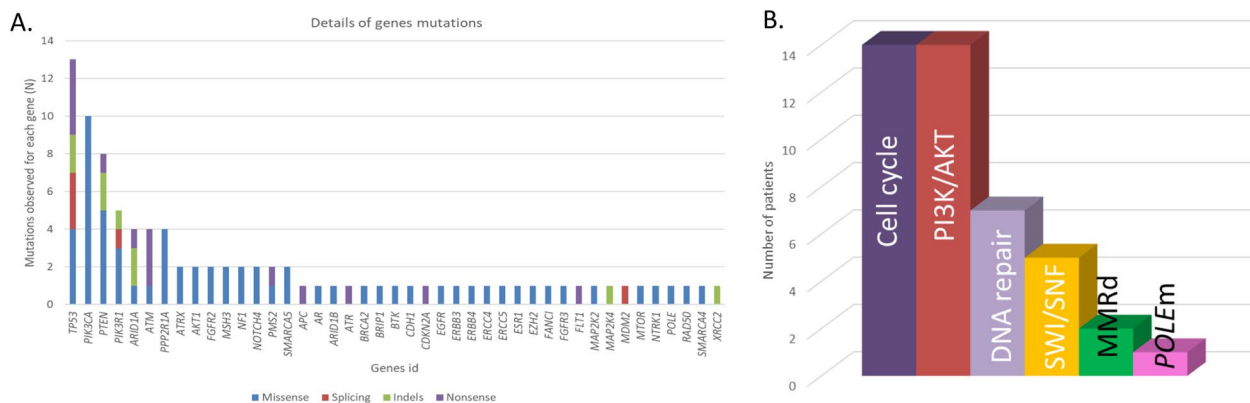 A.
Details of genes mutations
Mutations observed for each gene (N)
14
12
10
8
6
4
2
0
TP53
PIK3CA
PTEN
PIK3R1
ARID1A
ATM
PPP2R1A
ATRX
AKT1
FGFR2
MSH3
NF1
NOTCH4
PMS2
SMARCA5
APC
AR
ARID1B
ATR
BRCA2
BRIP1
BTK
CDH1
CDKN2A
EGFR
ERBB3
ERBB4
ERCC4
ERCC5
ESR1
EZH2
FANCI
FGFR3
FLT1
MAP2K2
MAP2K4
MDM2
MTOR
NTRK1
POLE
RAD50
SMARCA4
XRCC2
Genes id
Missense Splicing Indels Nonsense
B.
Number of patients
14
12
10
8
6
4
2
0
Cell cycle
PI3K/AKT
DNA repair
SWI/SNF
MMRd
POLEm